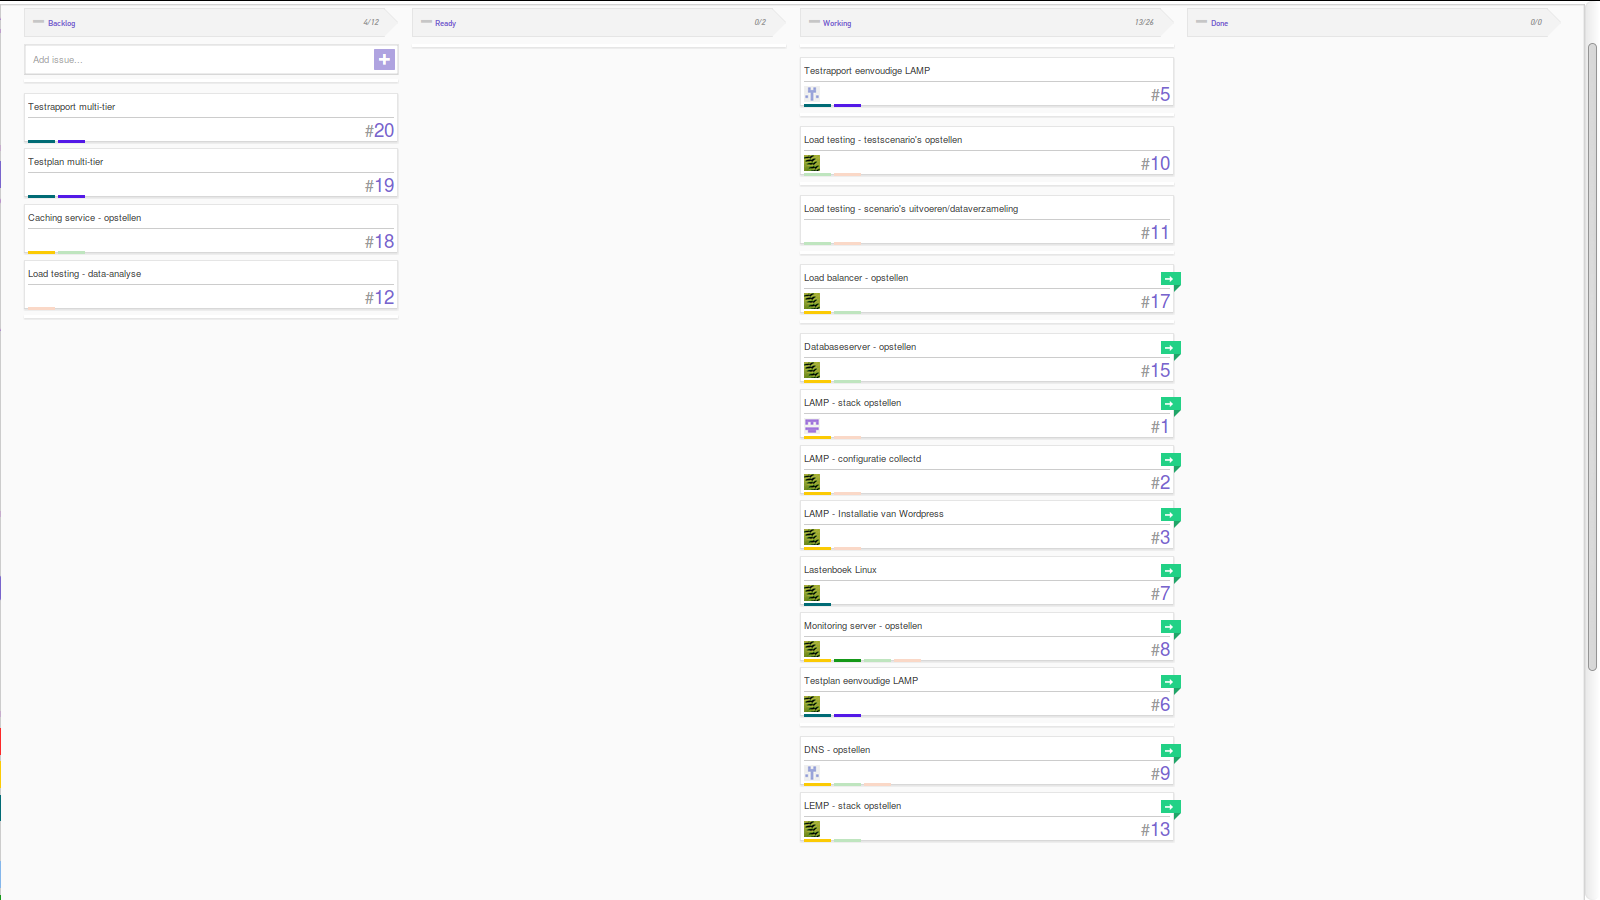 Backlog 4/12
Add issue...
Testrapport multi-tier
#20
Testplan multi-tier
#19
Caching service - opstellen
#18
Load testing - data-analyse
#12
Ready 0/2
Working 13/26
Testrapport eenvoudige LAMP
#5
Load testing - testscenario's opstellen
#10
Load testing - scenario's uitvoeren/dataverzameling
#11
Load balancer - opstellen
#17
Databaseserver - opstellen
#15
LAMP - stack opstellen
#1
LAMP - configuratie collectd
#2
LAMP - Installatie van Wordpress
#3
Lastenboek Linux
#7
Monitoring server - opstellen
#8
Testplan eenvoudige LAMP
#6
DNS - opstellen
#9
LEMP - stack opstellen
#13
Done 0/0